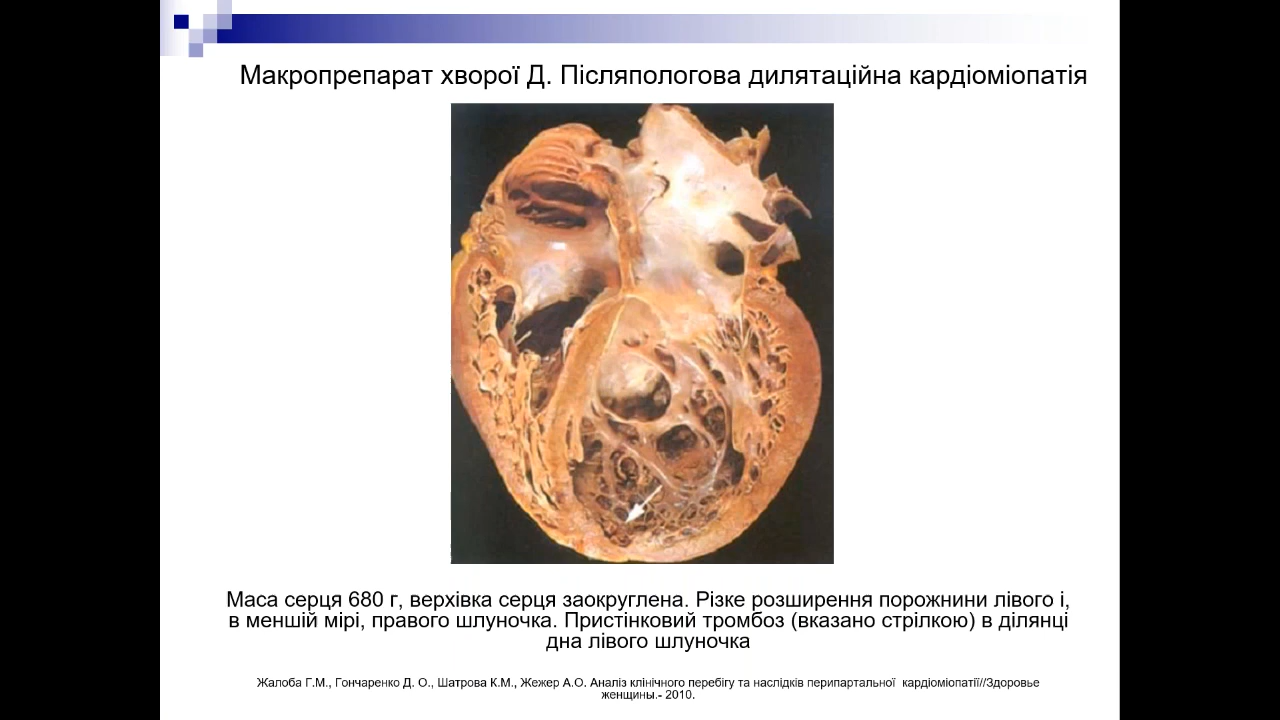 Макропрепарат хворої Д. Післяпологова дилятаційна кардіоміопатія
Маса серця 680 г, верхівка серця заокруглена. Різке розширення порожнини лівого і,
в меншій мірі, правого шлуночка. Пристінковий тромбоз (вказано стрілкою) в ділянці
дна лівого шлуночка
Жалоба Г.М., Гончаренко Д. О., Шатрова К.М., Жежер А.О. Аналіз клінічного перебігу та наслідків перипартальної кардіоміопатії//Здоровье
женщины.- 2010.